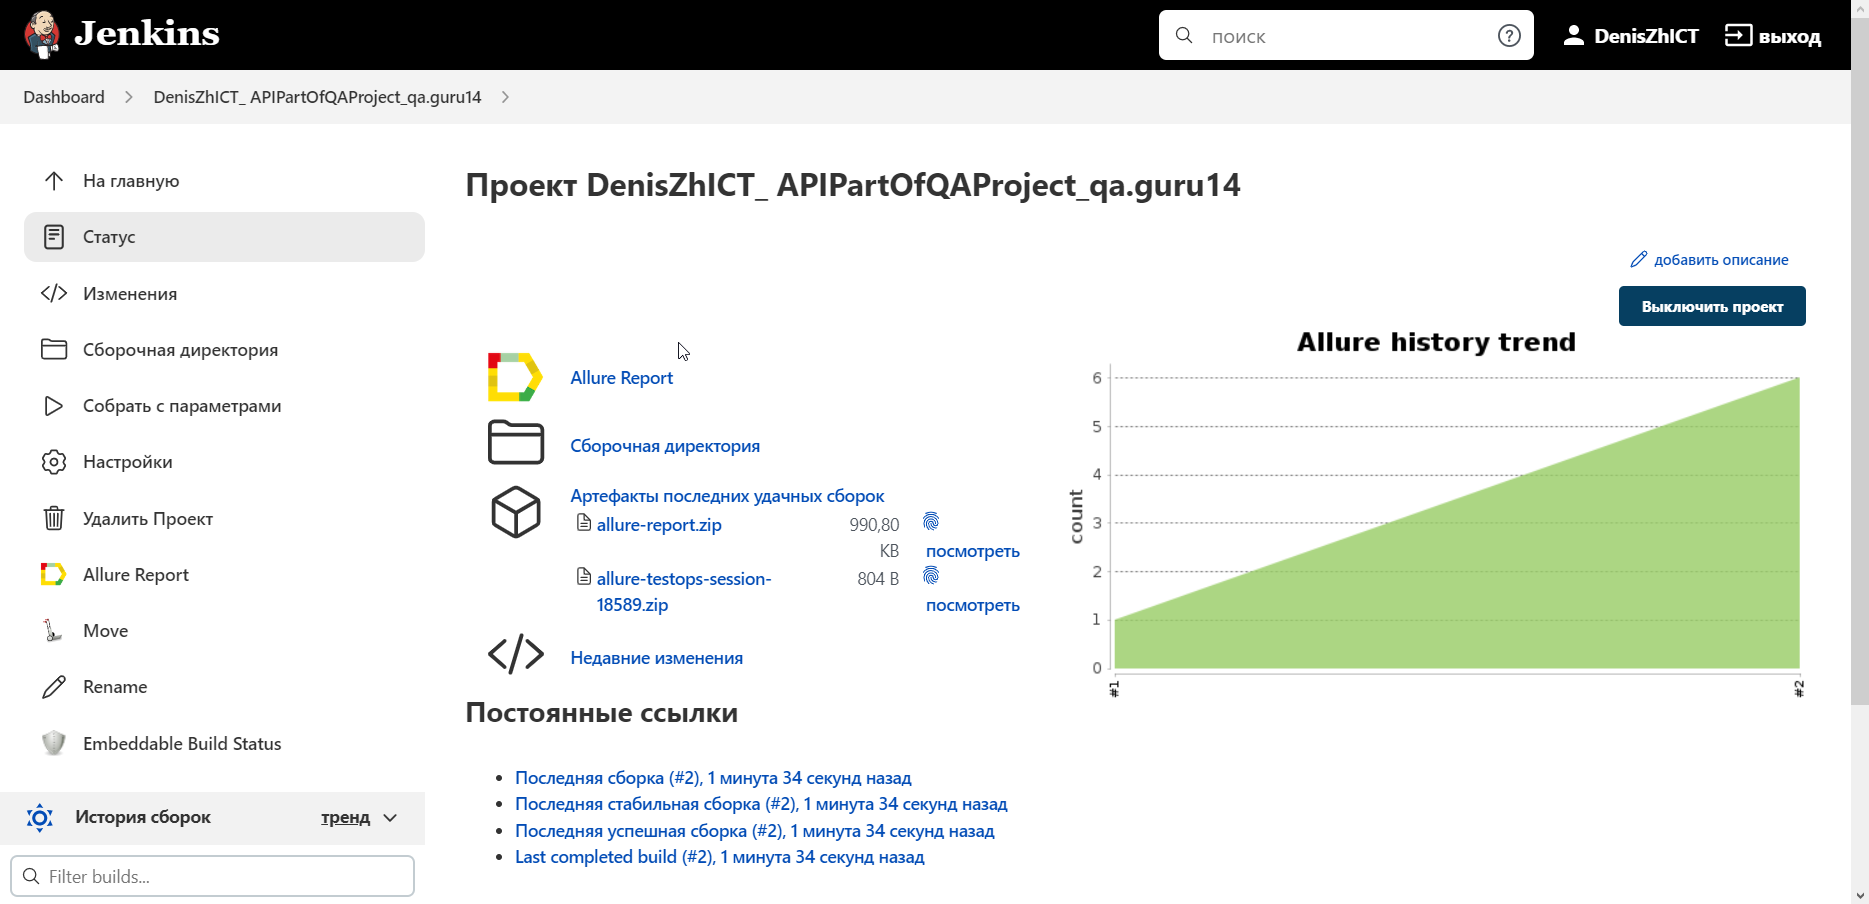 Jenkins
поиск
DenisZhICT
выход
Dashboard
DenisZhICT_ APIPartOfQAProject_qa.guru14
На главную
Статус
Изменения
Сборочная директория
Собрать с параметрами
Настройки
Удалить Проект
Allure Report
Move
Rename
Embeddable Build Status
История сборок
тренд
Filter builds...
Проект DenisZhICT_ APIPartOfQAProject_qa.guru14
добавить описание
Выключить проект
Allure Report
Сборочная директория
Артефакты последних удачных сборок
allure-report.zip 990,80
KB посмотреть
allure-testops-session- 804 B
18589.zip посмотреть
Недавние изменения
Allure history trend
count
6
5
4
3
2
1
0
#1
#2
Постоянные ссылки
Последняя сборка (#2), 1 минута 34 секунд назад
Последняя стабильная сборка (#2), 1 минута 34 секунд назад
Последняя успешная сборка (#2), 1 минута 34 секунд назад
Last completed build (#2), 1 минута 34 секунд назад